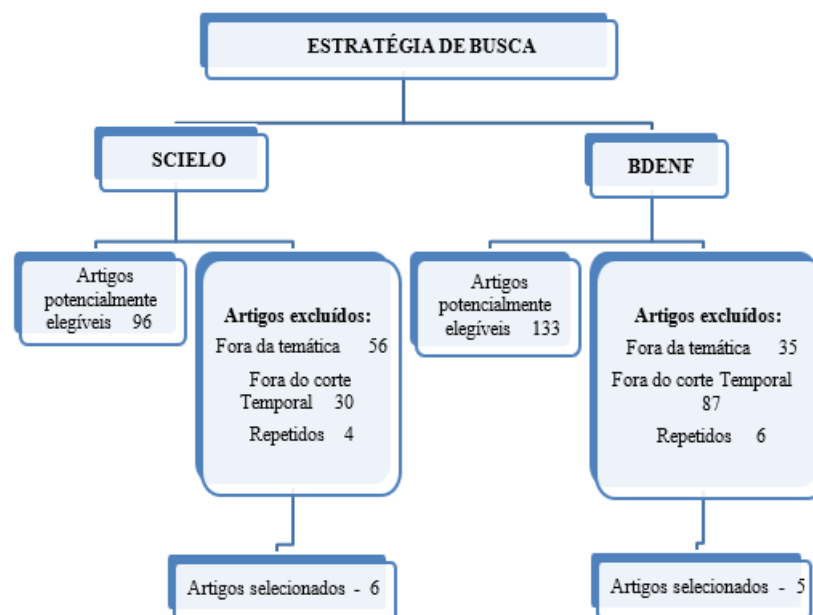 ESTRATÉGIA DE BUSCA
SCIELO
Artigos
potencialmente
elegíveis 96
Artigos excluídos:
Fora da temática 56
Fora do corte
Temporal 30
Repetidos 4
Artigos selecionados - 6
BDENF
Artigos
potencialmente
elegíveis 133
Artigos excluídos:
Fora da temática 35
Fora do corte Temporal
87
Repetidos 6
Artigos selecionados - 5